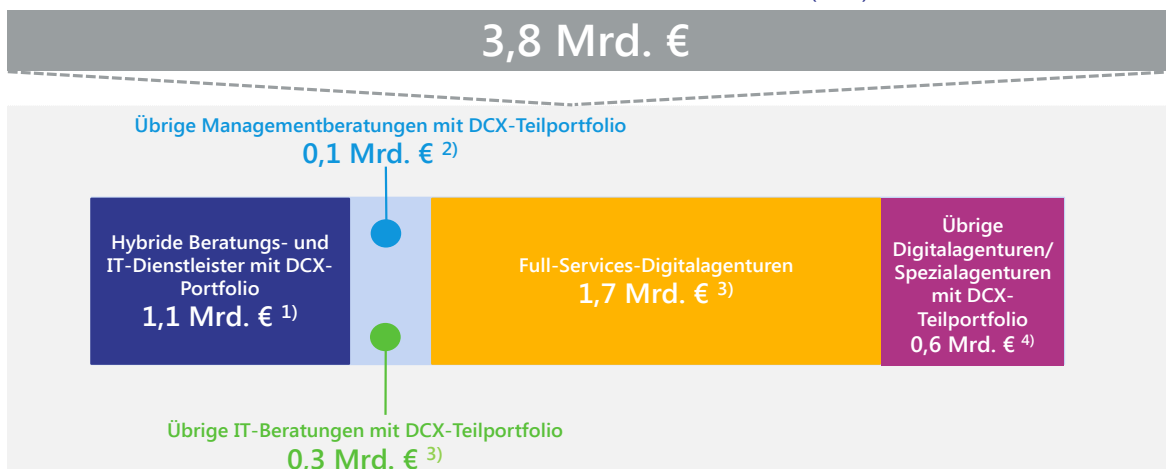 3,8 Mrd. €
Übrige Managementberatungen mit DCX-Teilportfolio
0,1 Mrd. € 2)
Hybride Beratungs- und
IT-Dienstleister mit DCX-
Portfolio
1,1 Mrd. € 1)
Full-Services-Digitalagenturen
1,7 Mrd. € 3)
Übrige
Digitalagenturen/
Spezialagenturen
mit DCX-
Teilportfolio
0,6 Mrd. € 4)
Übrige IT-Beratungen mit DCX-Teilportfolio
0,3 Mrd. € 3)